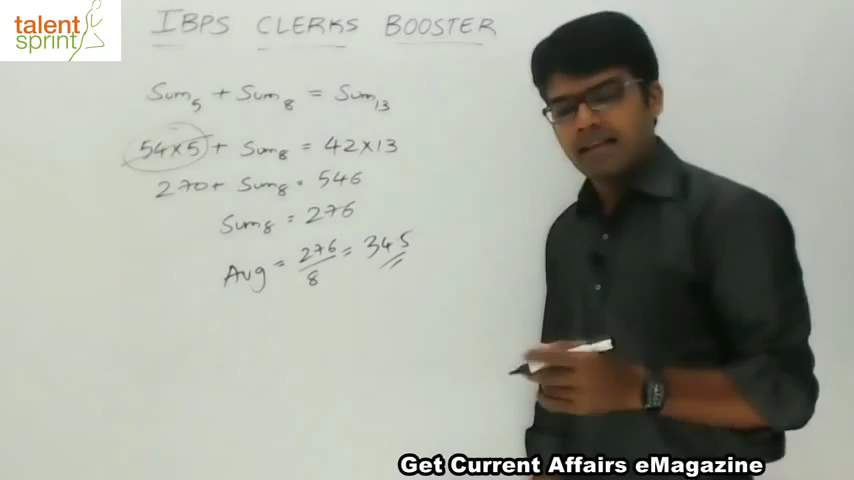 talent
sprint
IBPS CLERKS BOOSTER
Sum5 + Sum8 = Sum13
54×5 + Sum8 = 42×13
270+ Sum8 = 546
Sum8 = 276
Avg = 276/8 = 34.5
Get Current Affairs eMagazine